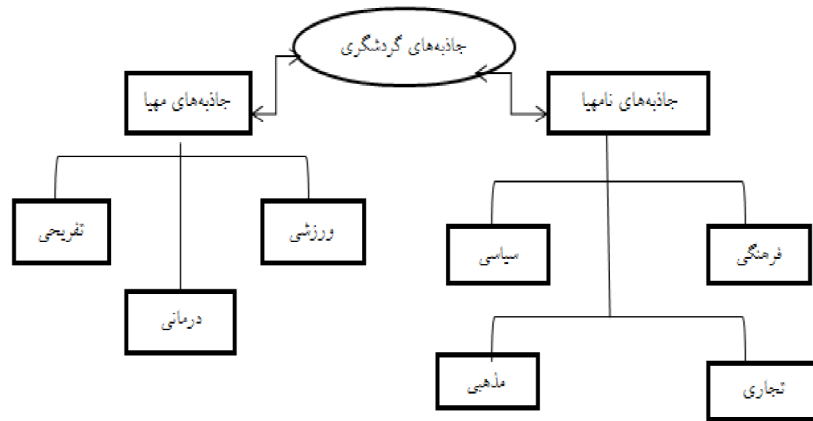 جاذبه‌های گردشگری
جاذبه‌های نامهیا
جاذبه‌های مهیا
فرهنگی
سیاسی
ورزشی
تفریحی
درمانی
تجاری
مذهبی